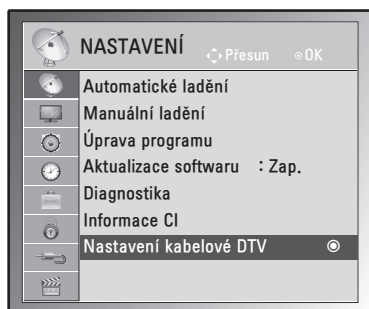 NASTAVENÍ
Přesun OK
Automatické ladění
Manuální ladění
Úprava programu
Aktualizace softwaru : Zap.
Diagnostika
Informace CI
Nastavení kabelové DTV